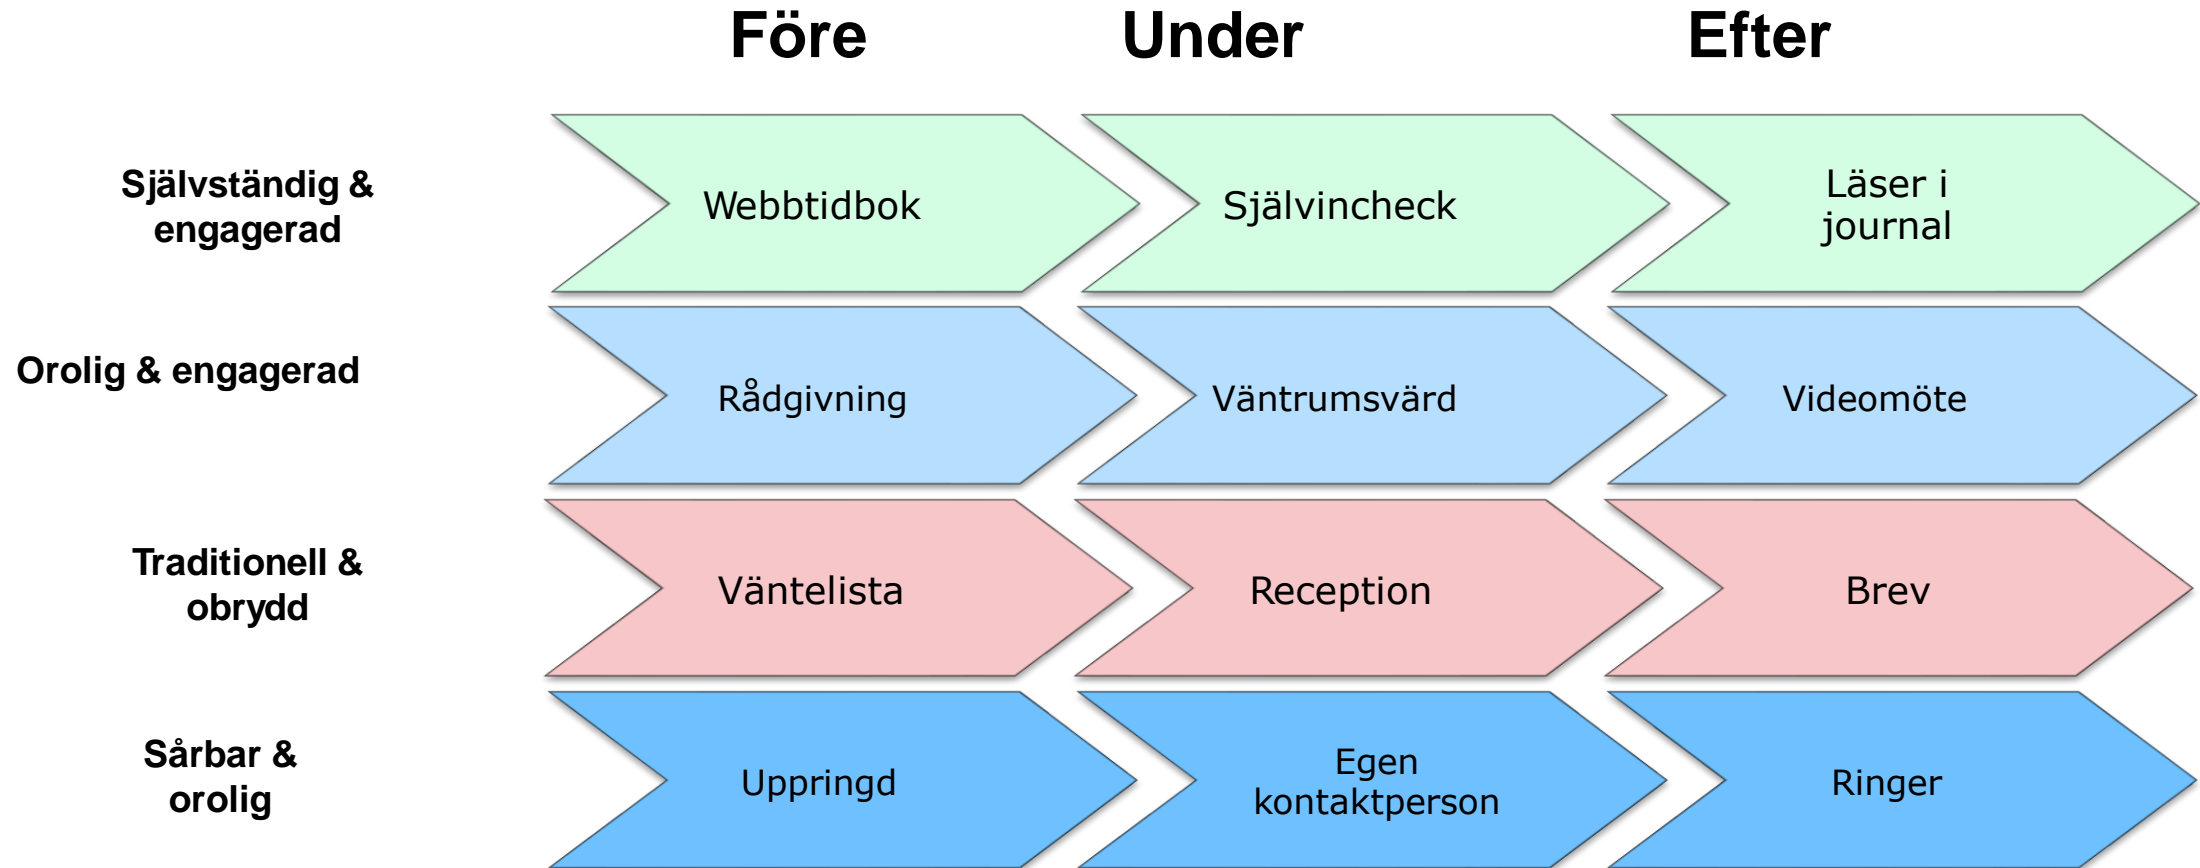 Före Under Efter
Självständig &
engagerad
Webbtidbok
Självincheck
Läser i
journal
Orolig & engagerad
Rådgivning
Väntrumsvärd
Videomöte
Traditionell &
obrydd
Väntelista
Reception
Brev
Sårbar &
orolig
Uppringd
Egen
kontaktperson
Ringer